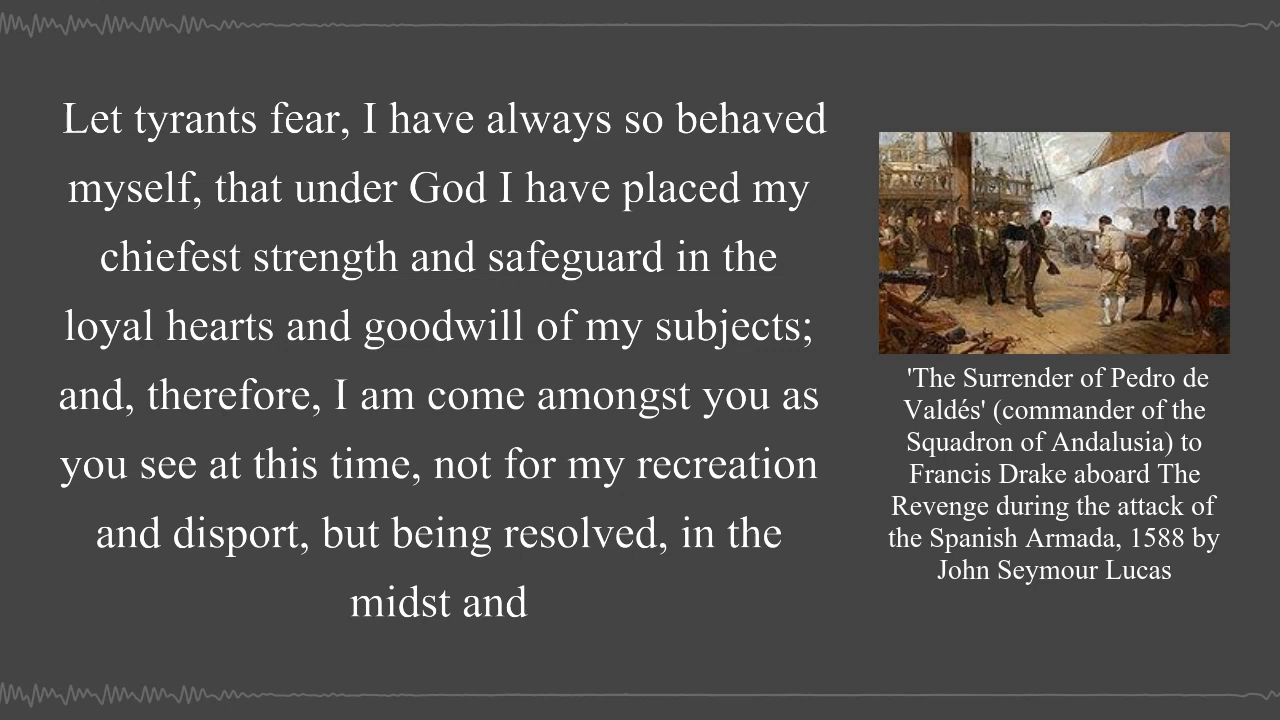 Let tyrants fear, I have always so behaved
myself, that under God I have placed my
chiefest strength and safeguard in the
loyal hearts and goodwill of my subjects;
and, therefore, I am come amongst you as
you see at this time, not for my recreation
and disport, but being resolved, in the
midst and
'The Surrender of Pedro de
Valdés' (commander of the
Squadron of Andalusia) to
Francis Drake aboard The
Revenge during the attack of
the Spanish Armada, 1588 by
John Seymour Lucas